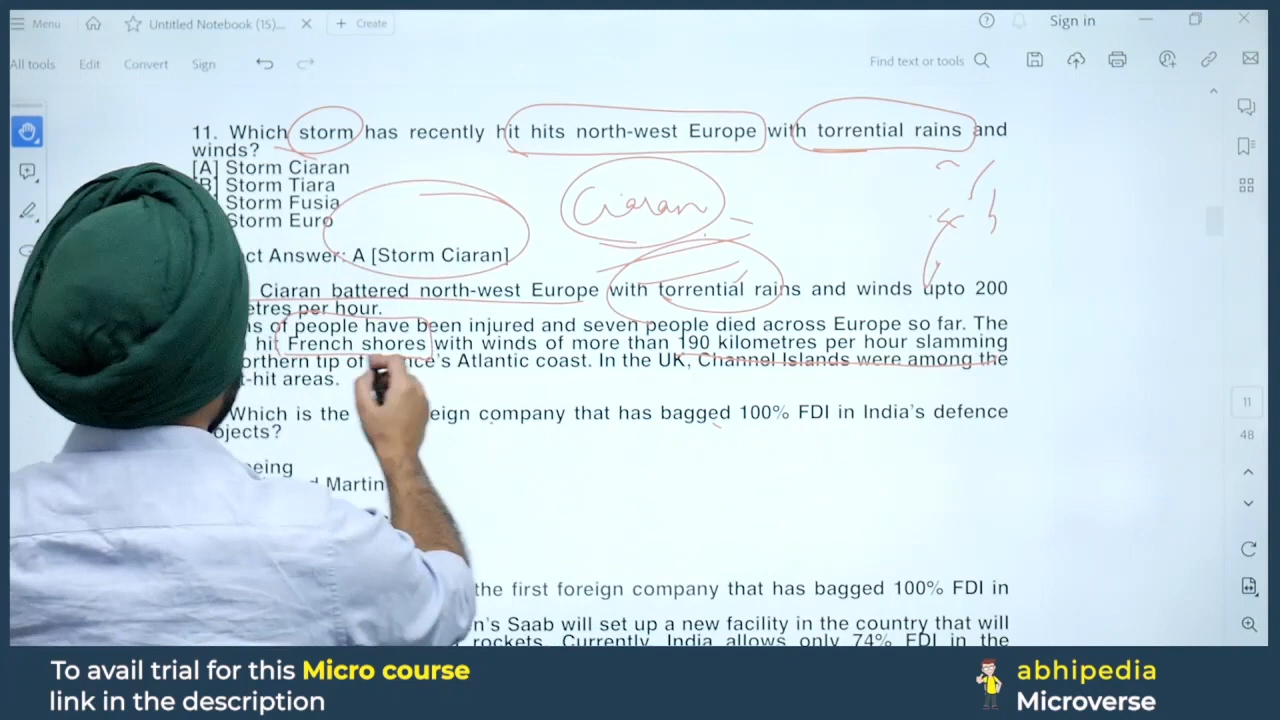 Menu
Untitled Notebook (15)...
Create
Sign in
All tools
Edit
Convert
Sign
Find text or tools
11. Which storm has recently hit hits north-west Europe with torrential rains and
winds?
[A] Storm Ciaran
[B] Storm Tiara
Storm Fusia
Storm Euro
Ciaran
Answer: A [Storm Ciaran]
Ciaran battered north-west Europe with torrential rains and winds upto 200
per hour.
of people have been injured and seven people died across Europe so far. The
hit French shores with winds of more than 190 kilometres per hour slamming
tip of Atlantic coast. In the UK, Channel Islands were among the
-hit areas.
Which is the company that has bagged 100% FDI in India's defence
Martin
11
48
the first foreign company that has bagged 100% FDI in
Saab will set up a new facility in the country that will
rockets. Currently, India allows only 74% FDI in the
To avail trial for this Micro course
link in the description
abhipedia
Microverse